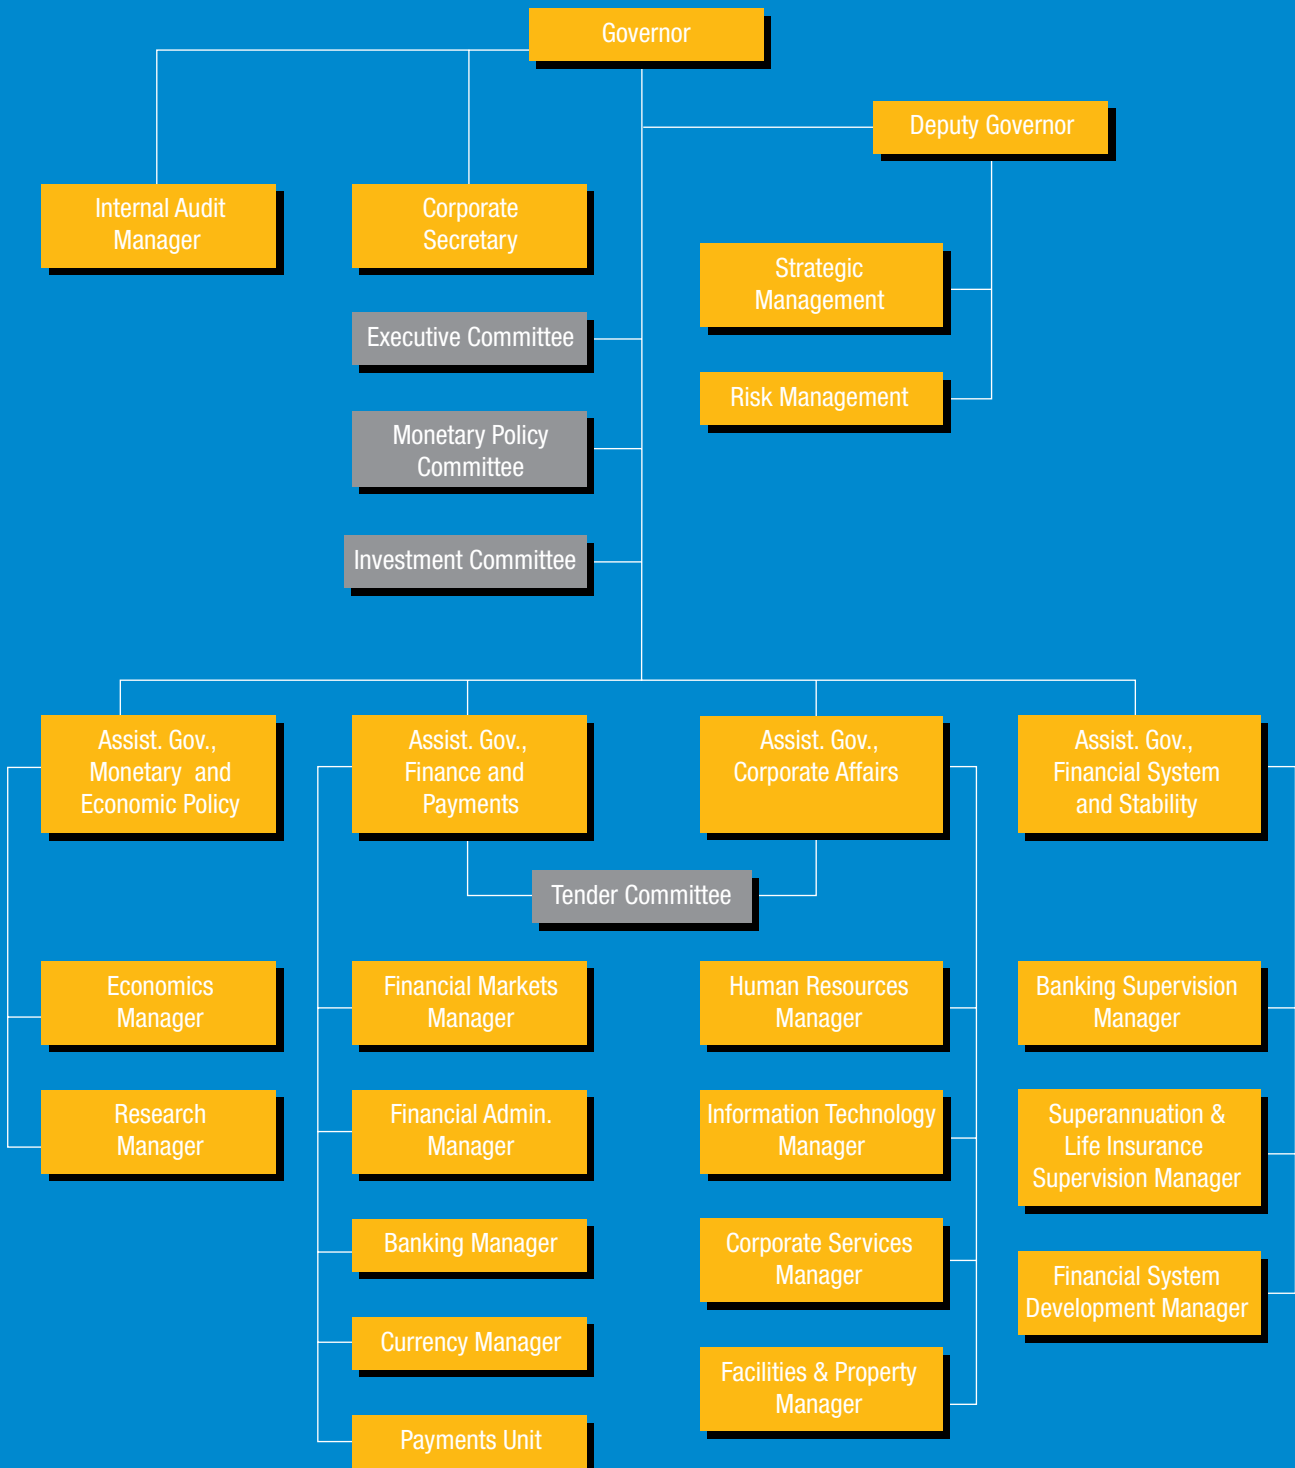 Governor
Deputy Governor
Internal Audit
Manager
Corporate
Secretary
Strategic
Management
Executive Committee
Risk Management
Monetary Policy
Committee
Investment Committee
Assist. Gov.,
Monetary and
Economic Policy
Assist. Gov.,
Finance and
Payments
Assist. Gov.,
Corporate Affairs
Assist. Gov.,
Financial System
and Stability
Tender Committee
Economics
Manager
Financial Markets
Manager
Human Resources
Manager
Banking Supervision
Manager
Research
Manager
Financial Admin.
Manager
Information Technology
Manager
Superannuation &
Life Insurance
Supervision Manager
Banking Manager
Corporate Services
Manager
Financial System
Development Manager
Currency Manager
Facilities & Property
Manager
Payments Unit